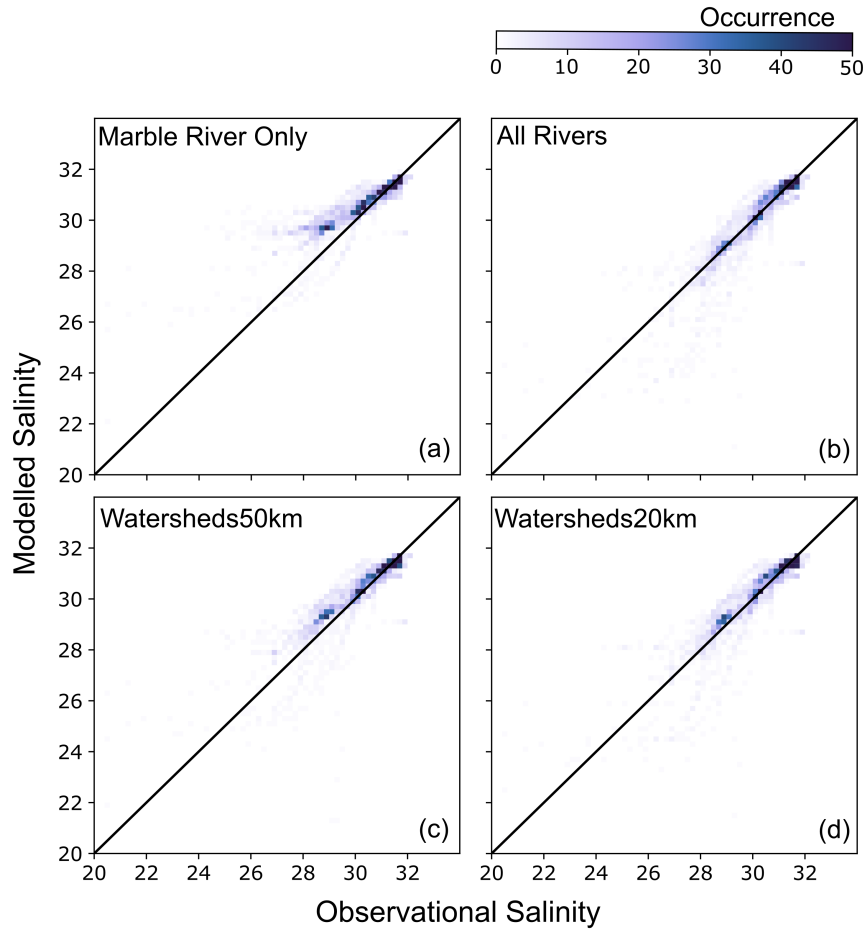 Occurrence
0 10 20 30 40 50
Marble River Only
All Rivers
32
30
28
26
24
22
20
(a)
(b)
Modelled Salinity
Watersheds50km
Watersheds20km
32
30
28
26
24
22
20
(c)
(d)
20 22 24 26 28 30 32
20 22 24 26 28 30 32
Observational Salinity